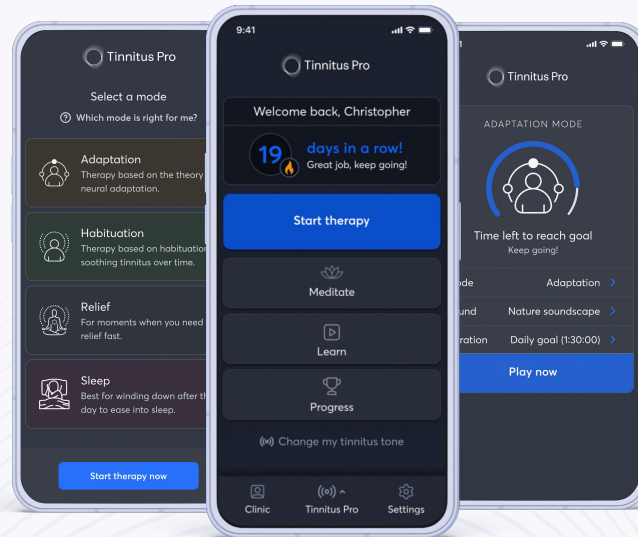 Tinnitus Pro
Select a mode
Which mode is right for me?
Adaptation
Therapy based on the theory
neural adaptation.
Habituation
Therapy based on habituation
soothing tinnitus over time.
Relief
For moments when you need
relief fast.
Sleep
Best for winding down after
day to ease into sleep.
Start therapy now
9:41
Tinnitus Pro
Welcome back, Christopher
19
days in a row!
Great job, keep going!
Start therapy
Meditate
Learn
Progress
Change my tinnitus tone
Clinic
Tinnitus Pro
Settings
Tinnitus Pro
ADAPTATION MODE
Time left to reach goal
Keep going!
Adaptation
Nature soundscape
Daily goal (1:30:00)
Play now